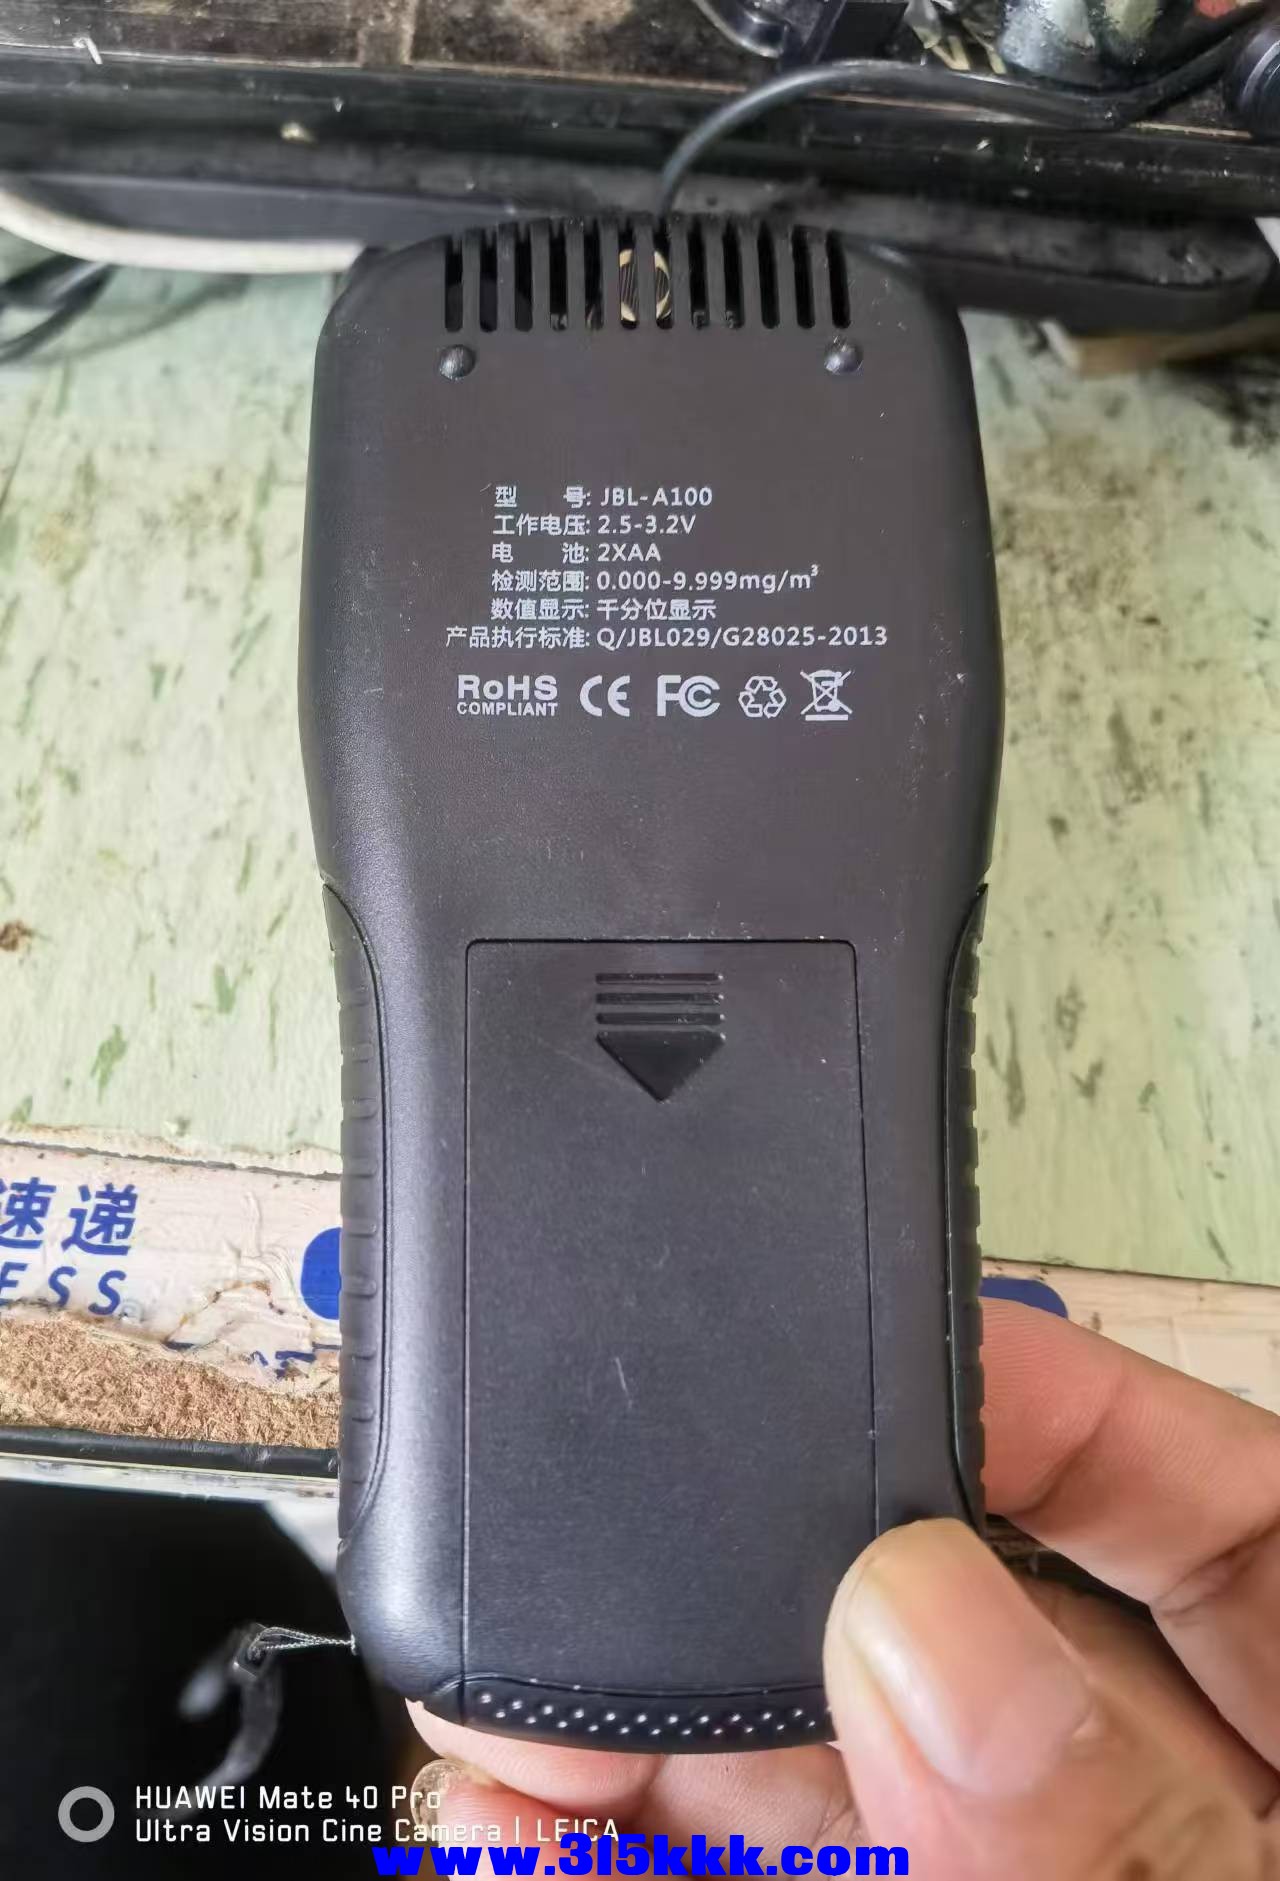 型 号: JBL-A100
工作电压: 2.5-3.2V
电 池: 2XAA
检测范围: 0.000-9.999mg/m³
数值显示: 千分位显示
产品执行标准: Q/JBL029/G28025-2013
RoHS
COMPLIANT
CE FC
速递
ESS
HUAWEI Mate 40 Pro
Ultra Vision Cine Camera | LEICA
www.315kkk.com